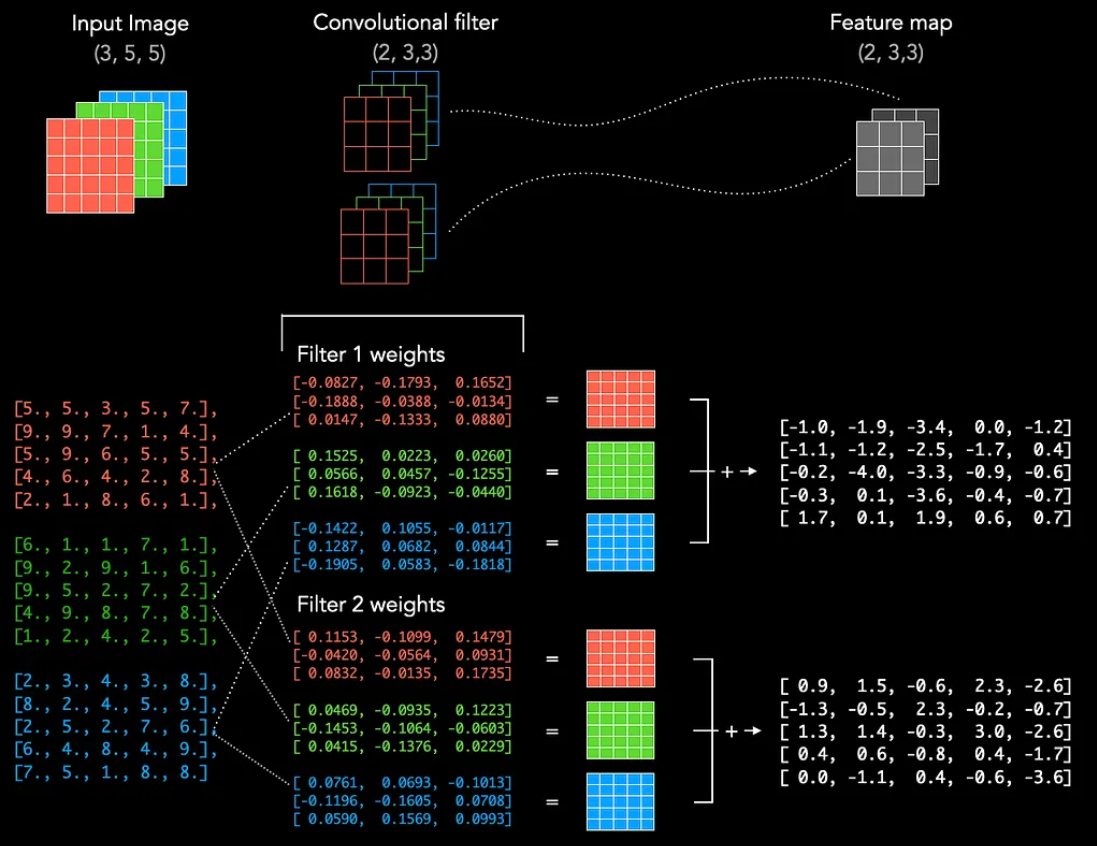 Input Image
(3, 5, 5)
Convolutional filter
(2, 3,3)
Feature map
(2, 3,3)
Filter 1 weights
[5., 5., 3., 5., 7.],
[9., 9., 7., 1., 4.],
[5., 9., 6., 5., 5.],
[4., 6., 4., 2., 8.],
[2., 1., 8., 6., 1.],
[6., 1., 1., 7., 1.],
[9., 2., 9., 1., 6.],
[9., 5., 2., 7., 2.],
[4., 9., 8., 7., 8.],
[1., 2., 4., 2., 5.],
[2., 3., 4., 3., 8.],
[8., 2., 4., 5., 9.],
[2., 5., 2., 7., 6.],
[6., 4., 8., 4., 9.],
[7., 5., 1., 8., 8.]
[-0.0827, -0.1793, 0.1652]
[-0.1888, -0.0388, -0.0134]
[ 0.0147, -0.1333, 0.0880]
=
[ 0.1525, 0.0223, 0.0260]
[ 0.0566, 0.0457, -0.1255]
[ 0.1618, -0.0923, -0.0440]
=
[-0.1422, 0.1055, -0.0117]
[ 0.1287, 0.0682, 0.0844]
[-0.1905, 0.0583, -0.1818]
=
+
[-1.0, -1.9, -3.4, 0.0, -1.2]
[-1.1, -1.2, -2.5, -1.7, 0.4]
[-0.2, -4.0, -3.3, -0.9, -0.6]
[-0.3, 0.1, -3.6, -0.4, -0.7]
[ 1.7, 0.1, 1.9, 0.6, 0.7]
Filter 2 weights
[ 0.1153, -0.1099, 0.1479]
[-0.0420, -0.0564, 0.0931]
[ 0.0832, -0.0135, 0.1735]
=
[ 0.0469, -0.0935, 0.1223]
[-0.1453, -0.1064, -0.0603]
[ 0.0415, -0.1376, 0.0229]
=
[ 0.0761, 0.0693, -0.1013]
[-0.1196, -0.1605, 0.0708]
[ 0.0590, 0.1569, 0.0993]
=
+
[ 0.9, 1.5, -0.6, 2.3, -2.6]
[-1.3, -0.5, 2.3, -0.2, -0.7]
[ 1.3, 1.4, -0.3, 3.0, -2.6]
[ 0.4, 0.6, -0.8, 0.4, -1.7]
[ 0.0, -1.1, 0.4, -0.6, -3.6]